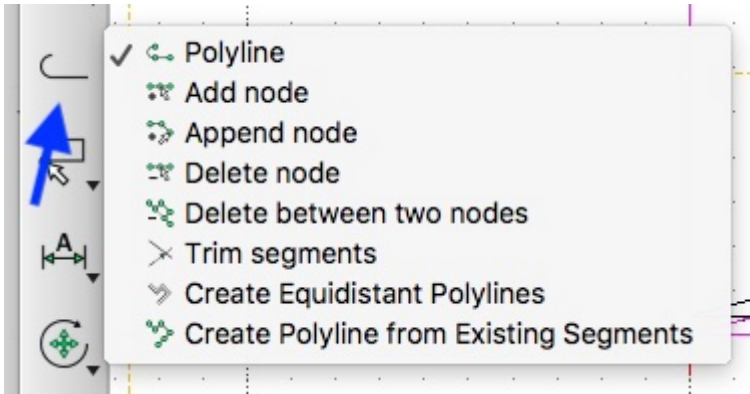 Polyline
Add node
Append node
Delete node
Delete between two nodes
Trim segments
A
Create Equidistant Polylines
Create Polyline from Existing Segments